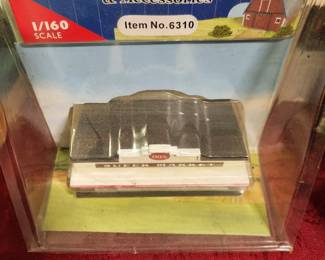 & Accessories
1/160
SCALE
Item No.6310
SUPER MARKET